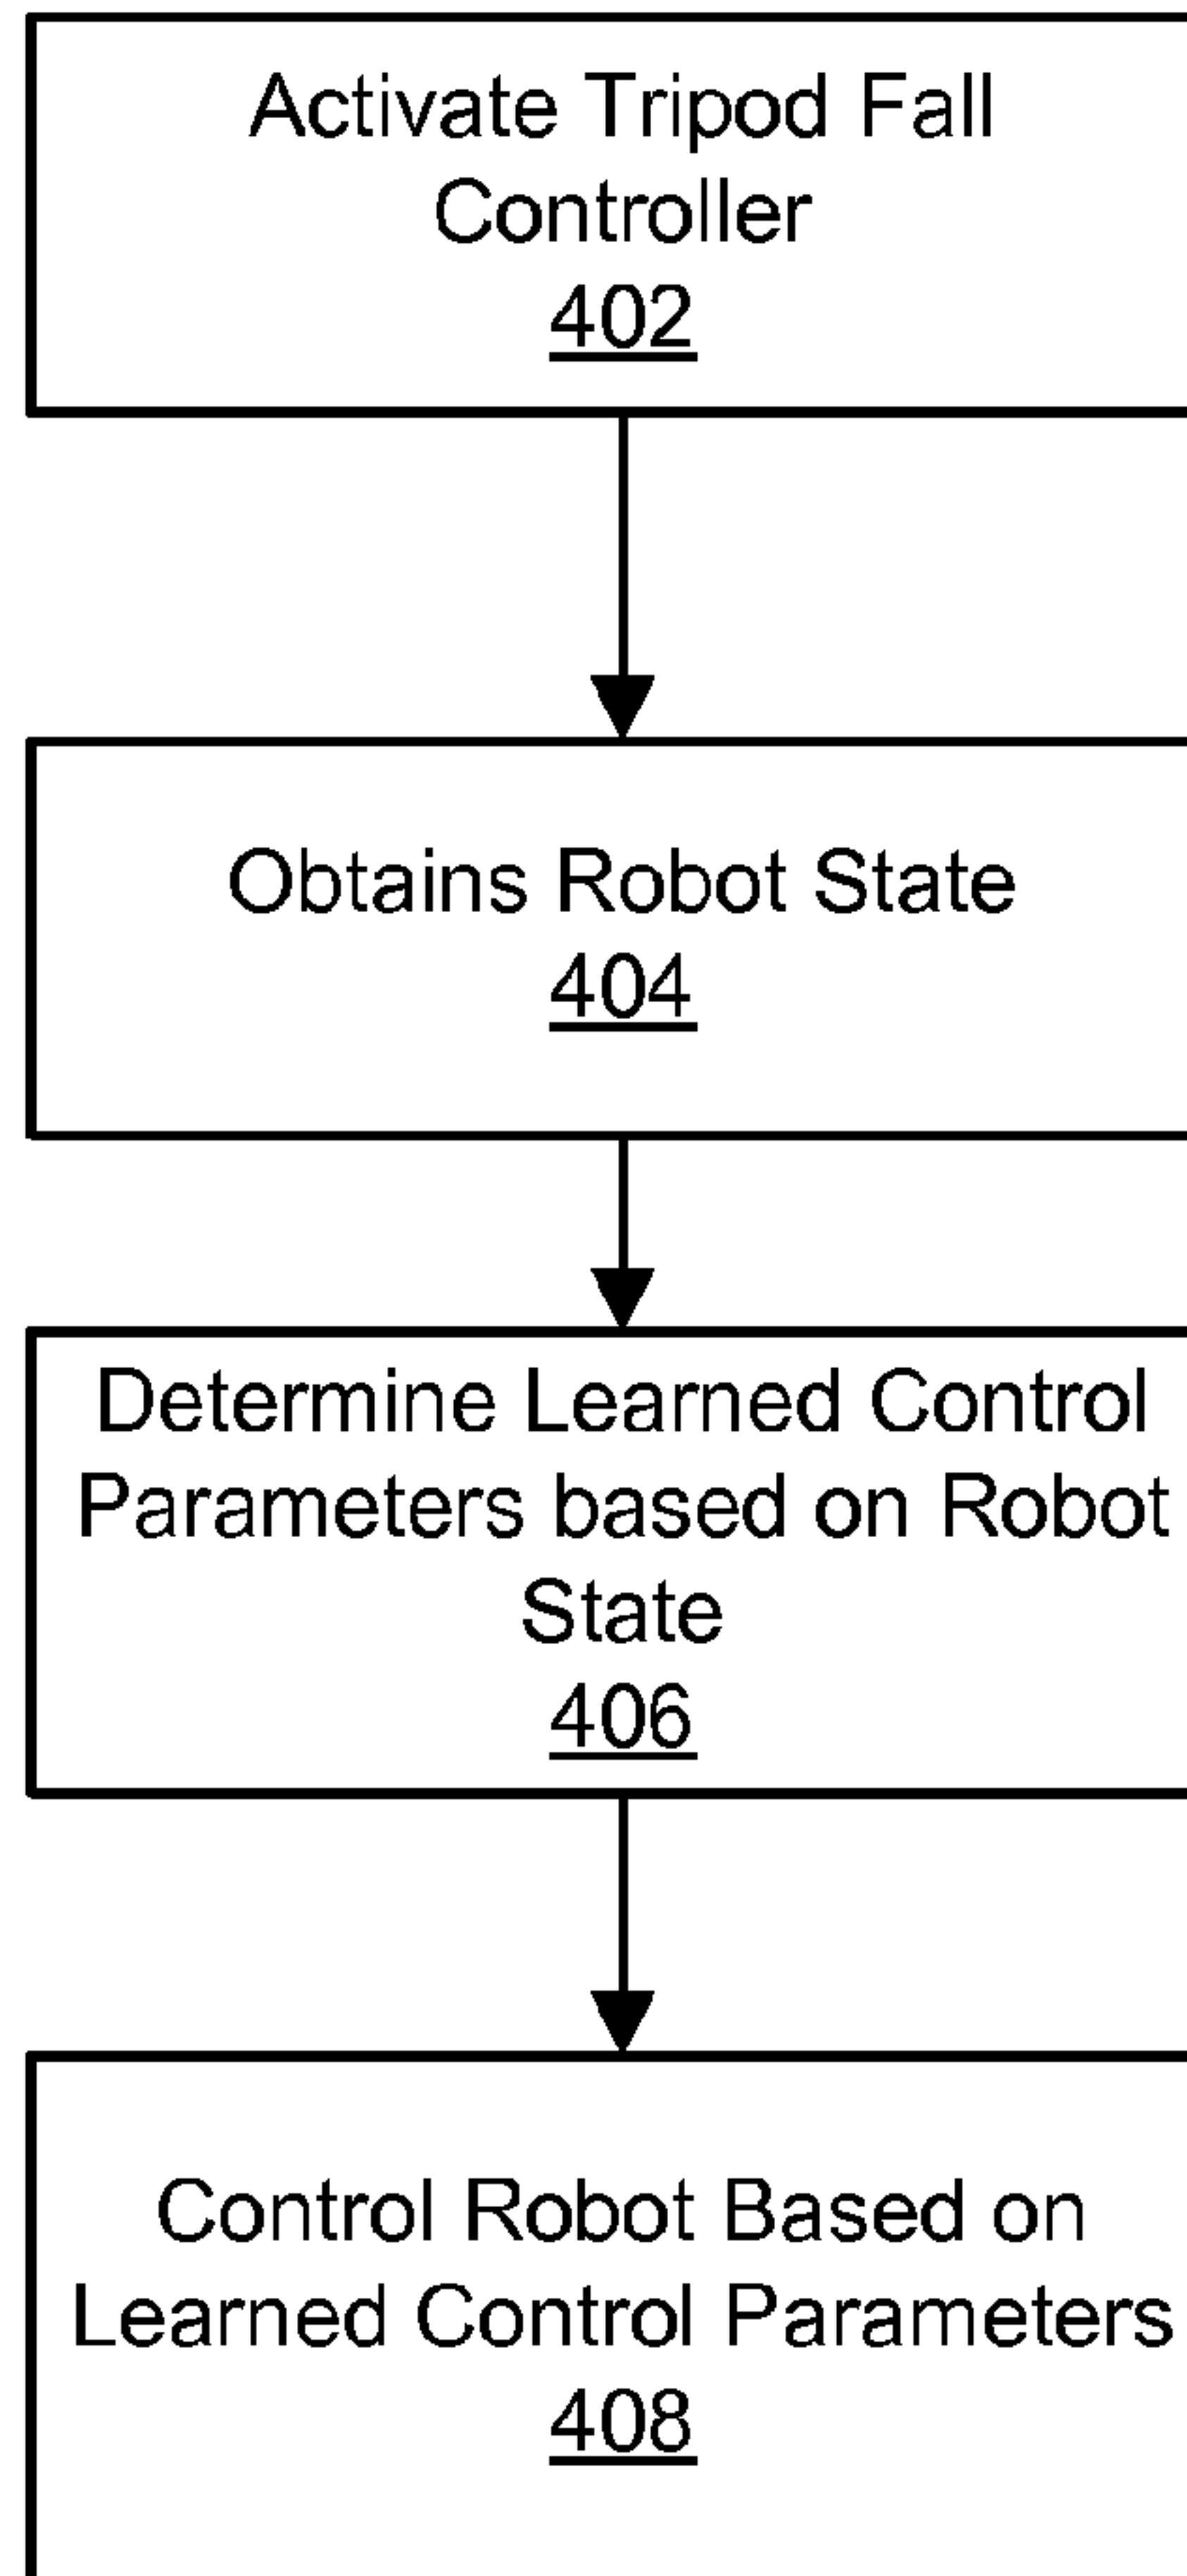 Activate Tripod Fall
Controller
402
Obtains Robot State
404
Determine Learned Control
Parameters based on Robot
State
406
Control Robot Based on
Learned Control Parameters
408